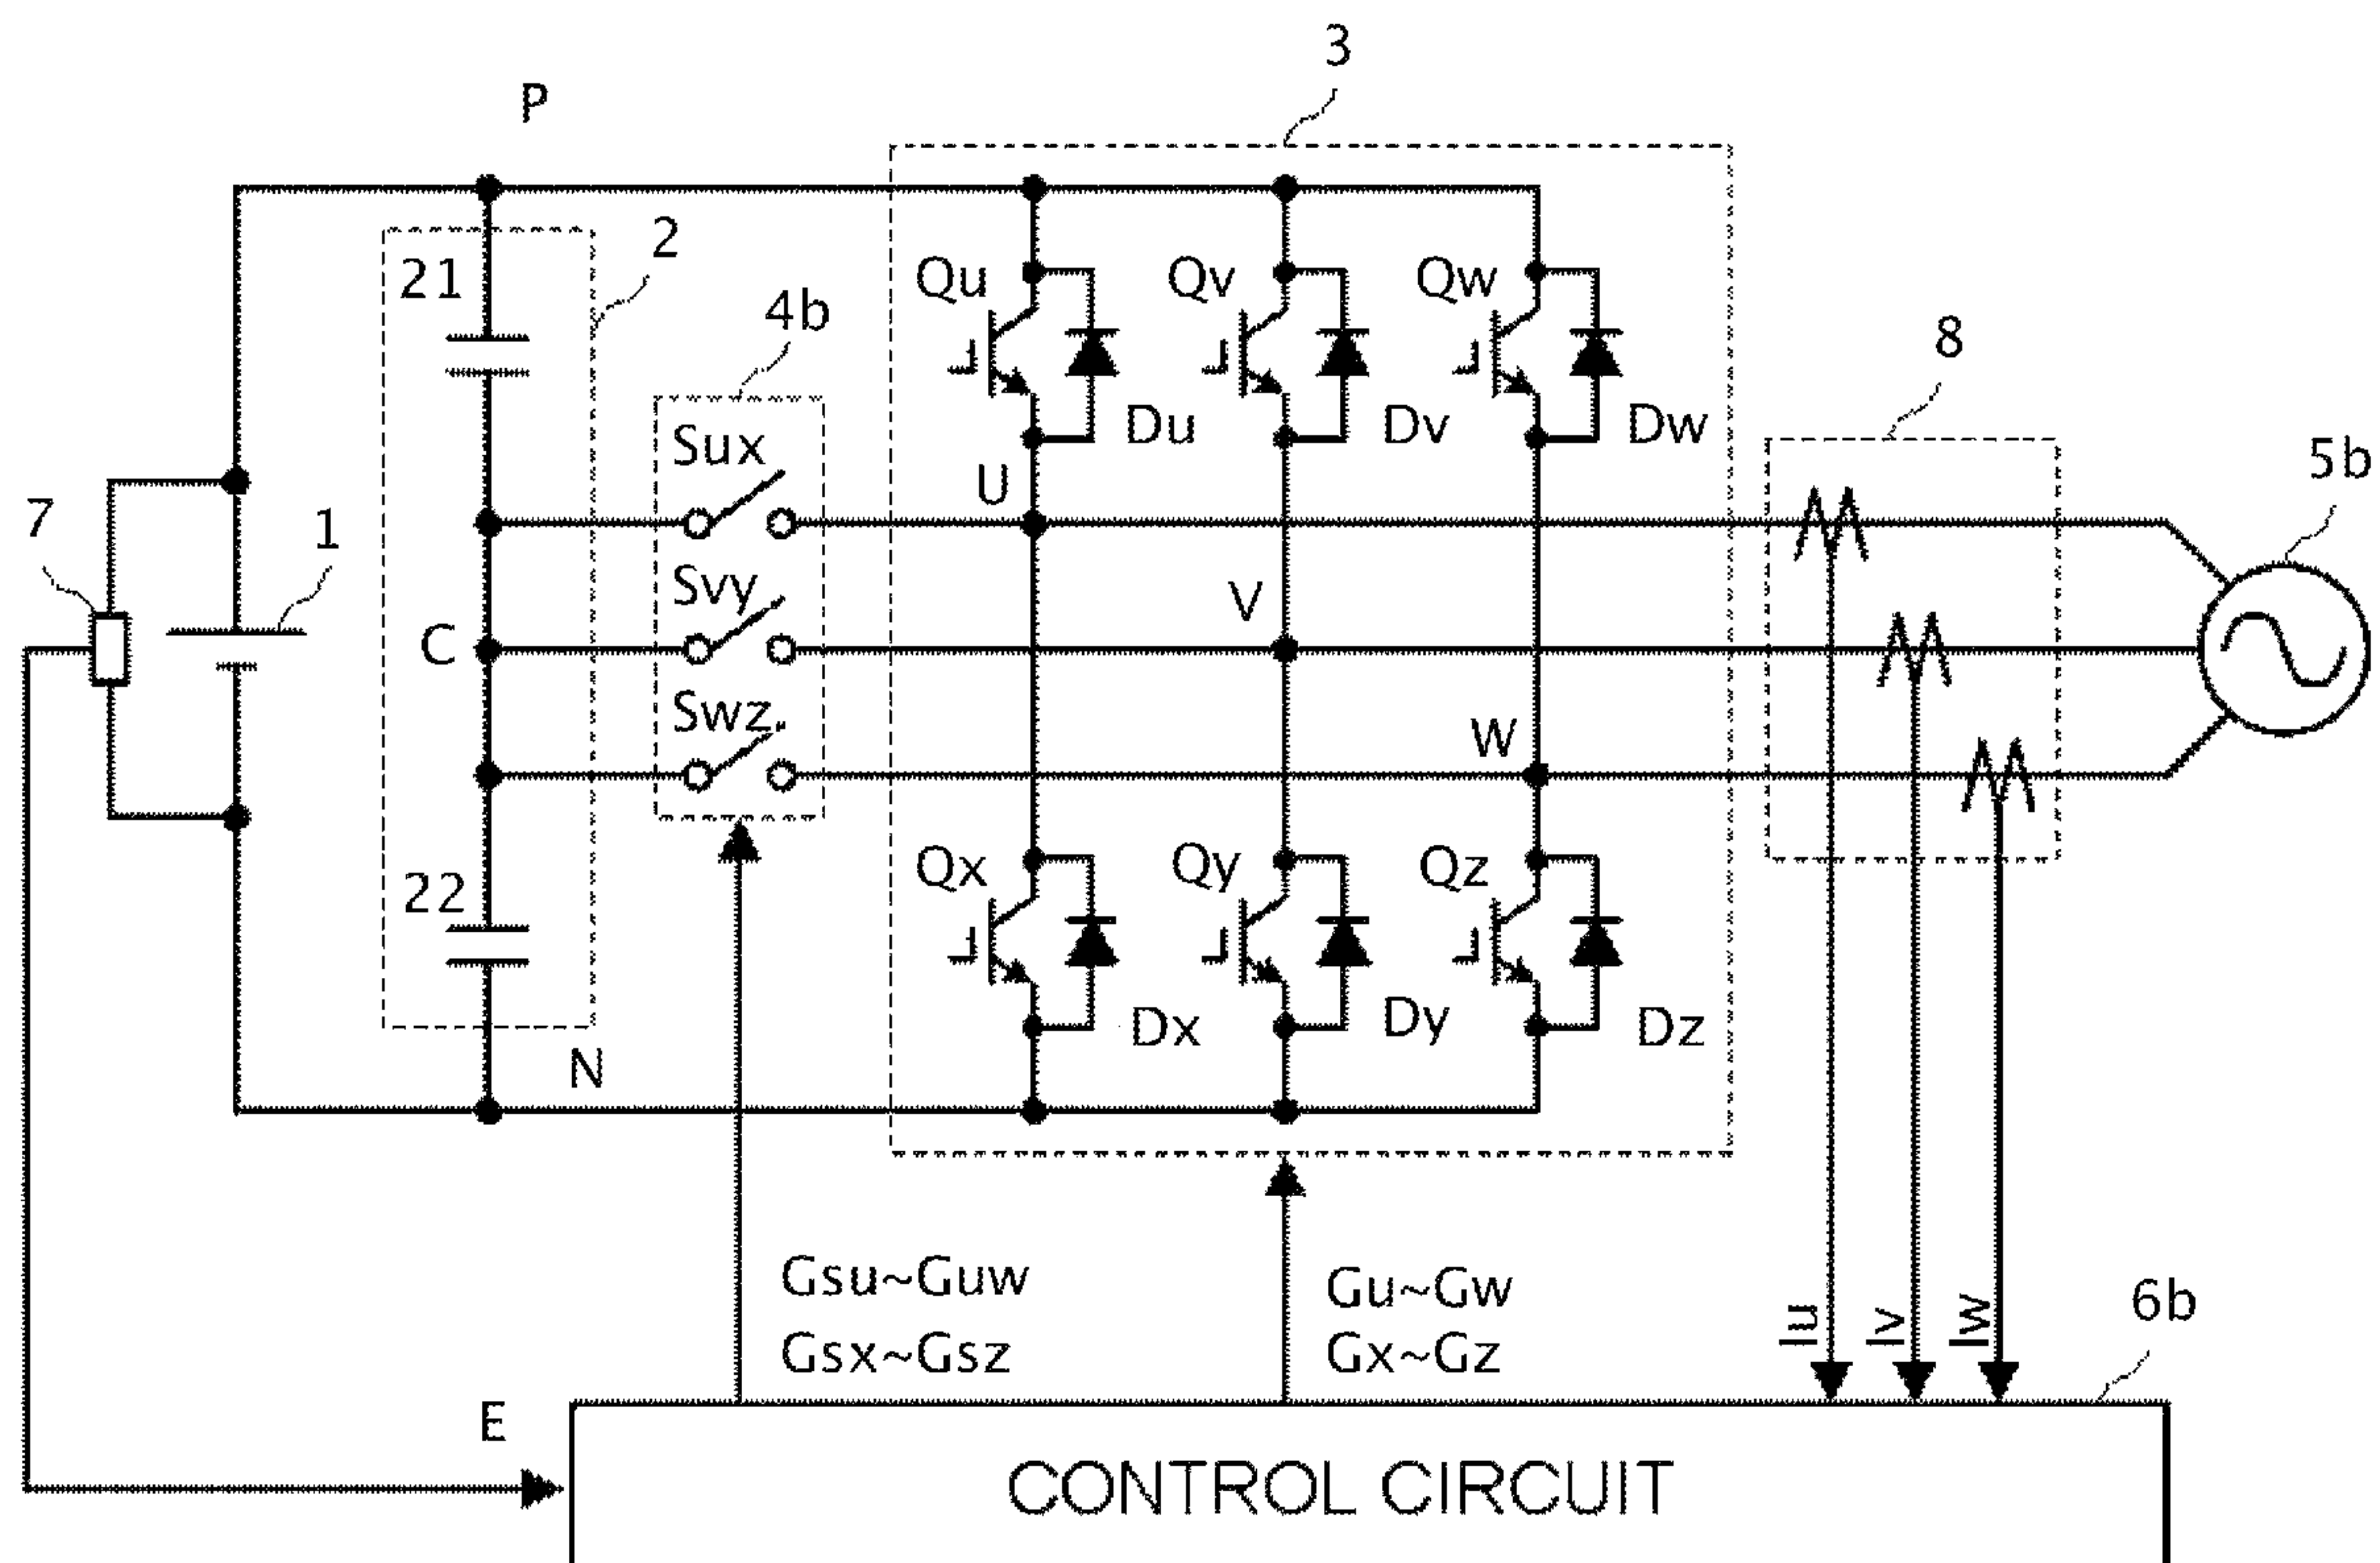 3
P
2
21
Qu
Qv
Qw
4b
8
Du
Dv
Dw
Sux
U
5b
7
1
Svy
V
C
Swz
W
22
Qx
Qy
Qz
Dx
Dy
Dz
N
Gsu~Guw
Gsx~Gsz
Gu~Gw
Gx~Gz
Iu
Iv
Iw
6b
E
CONTROL CIRCUIT